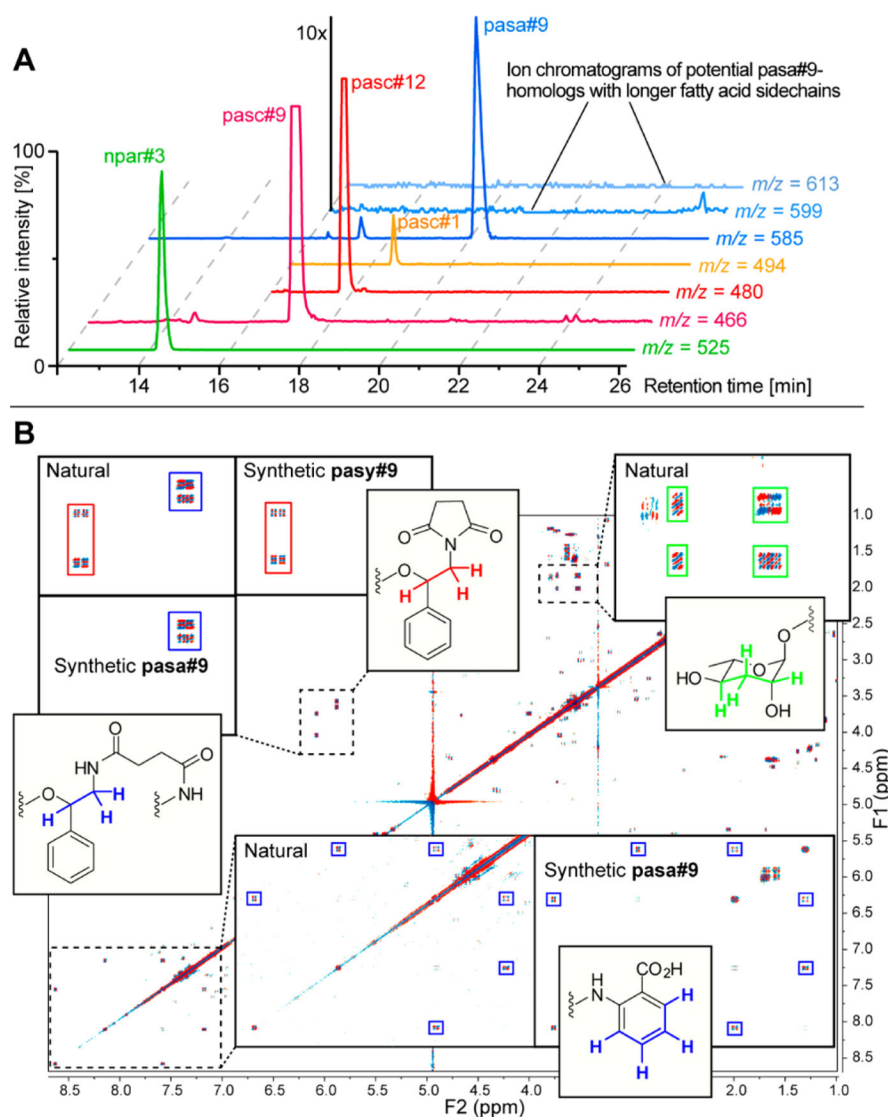 A
10x
pasa#9
Ion chromatograms of potential pasa#9-
homologs with longer fatty acid sidechains
pasc#12
pasc#9
npar#3
pasc#1
100
0
Relative intensity [%]
m/z = 613
m/z = 599
m/z = 585
m/z = 494
m/z = 480
m/z = 466
m/z = 525
14 16 18 20 22 24 26 Retention time [min]
B
Natural
Synthetic pasy#9
Natural
O
N
O
O
H
H
H
1.0
1.5
2.0
2.5
3.0
3.5
4.0
4.5
5.0
5.5
6.0
6.5
7.0
7.5
8.0
8.5
F1 (ppm)
Synthetic pasa#9
O
O
HN
NH
O
H
H
H
O
O
HO
H
H
H
H
OH
Natural
Synthetic pasa#9
CO2H
H
N
H
H
H
H
8.5 8.0 7.5 7.0 6.5 6.0 5.5 5.0 4.5 4.0 2.0 1.5 1.0
F2 (ppm)